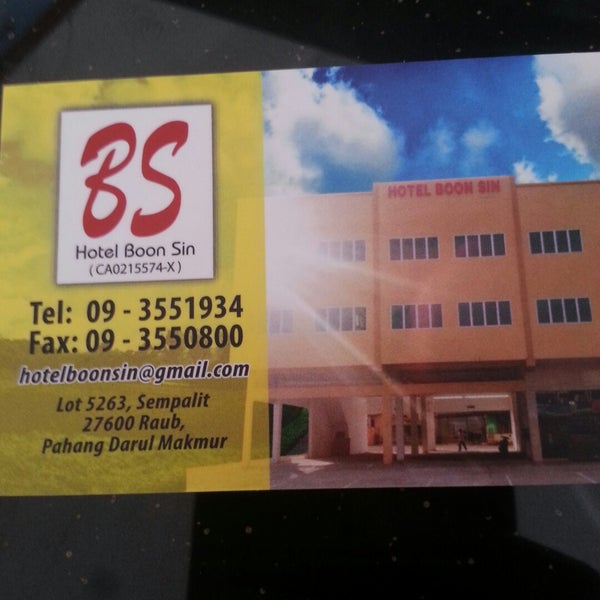 BS
Hotel Boon Sin
(CA0215574-X)
Tel: 09 - 3551934
Fax: 09 - 3550800
hotelboonsin@gmail.com
Lot 5263, Sempalit
27600 Raub,
Pahang Darul Makmur
HOTEL BOON SIN